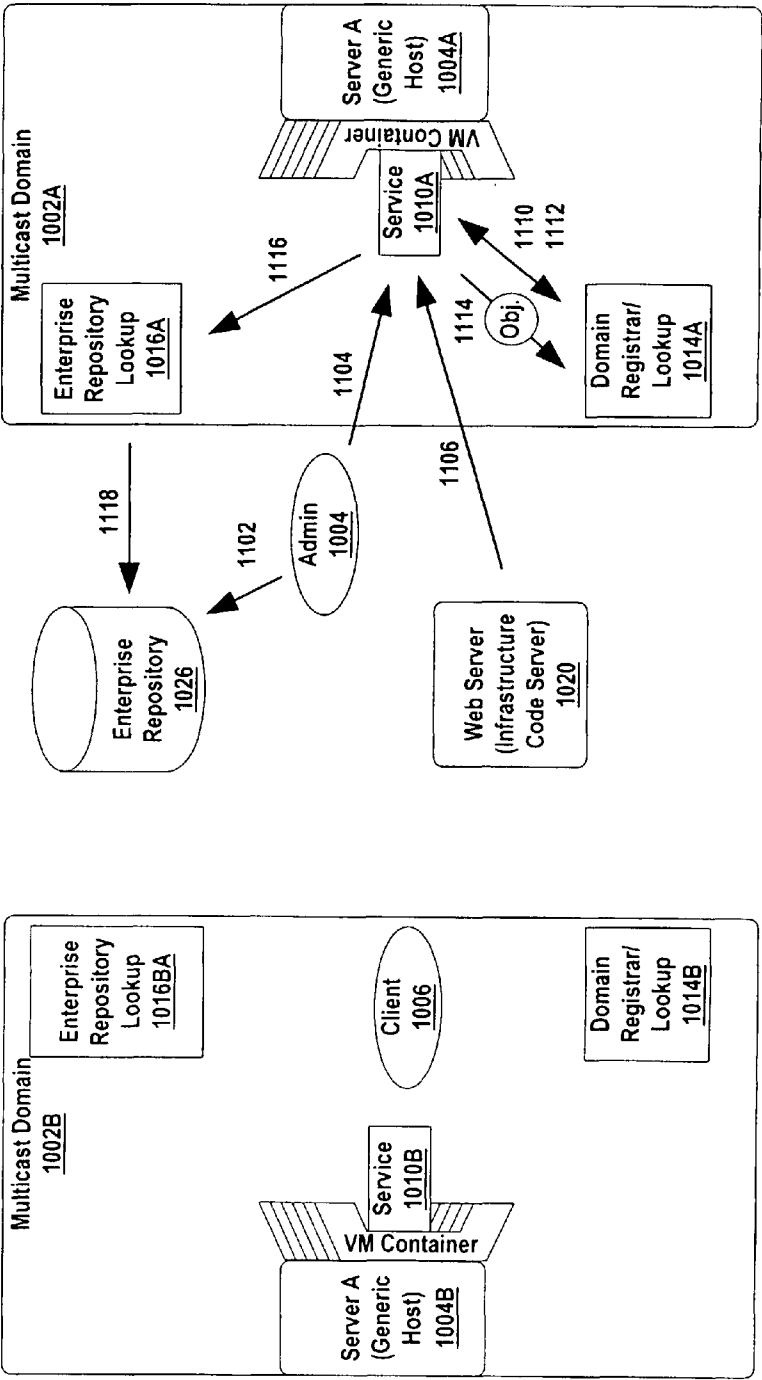 Multicast Domain
1002B
Enterprise
Repository
Lookup
1016BA
Server A
(Generic
Host)
1004B
VM Container
Service
1010B
Client
1006
Domain
Registrar/
Lookup
1014B
Enterprise
Repository
1026
1118
1102
Admin
1004
1104
Web Server
(Infrastructure
Code Server)
1020
1106
Multicast Domain
1002A
Enterprise
Repository
Lookup
1016A
1116
Service
1010A
VM Container
Server A
(Generic
Host)
1004A
1110
1112
1114
Obj.
Domain
Registrar/
Lookup
1014A